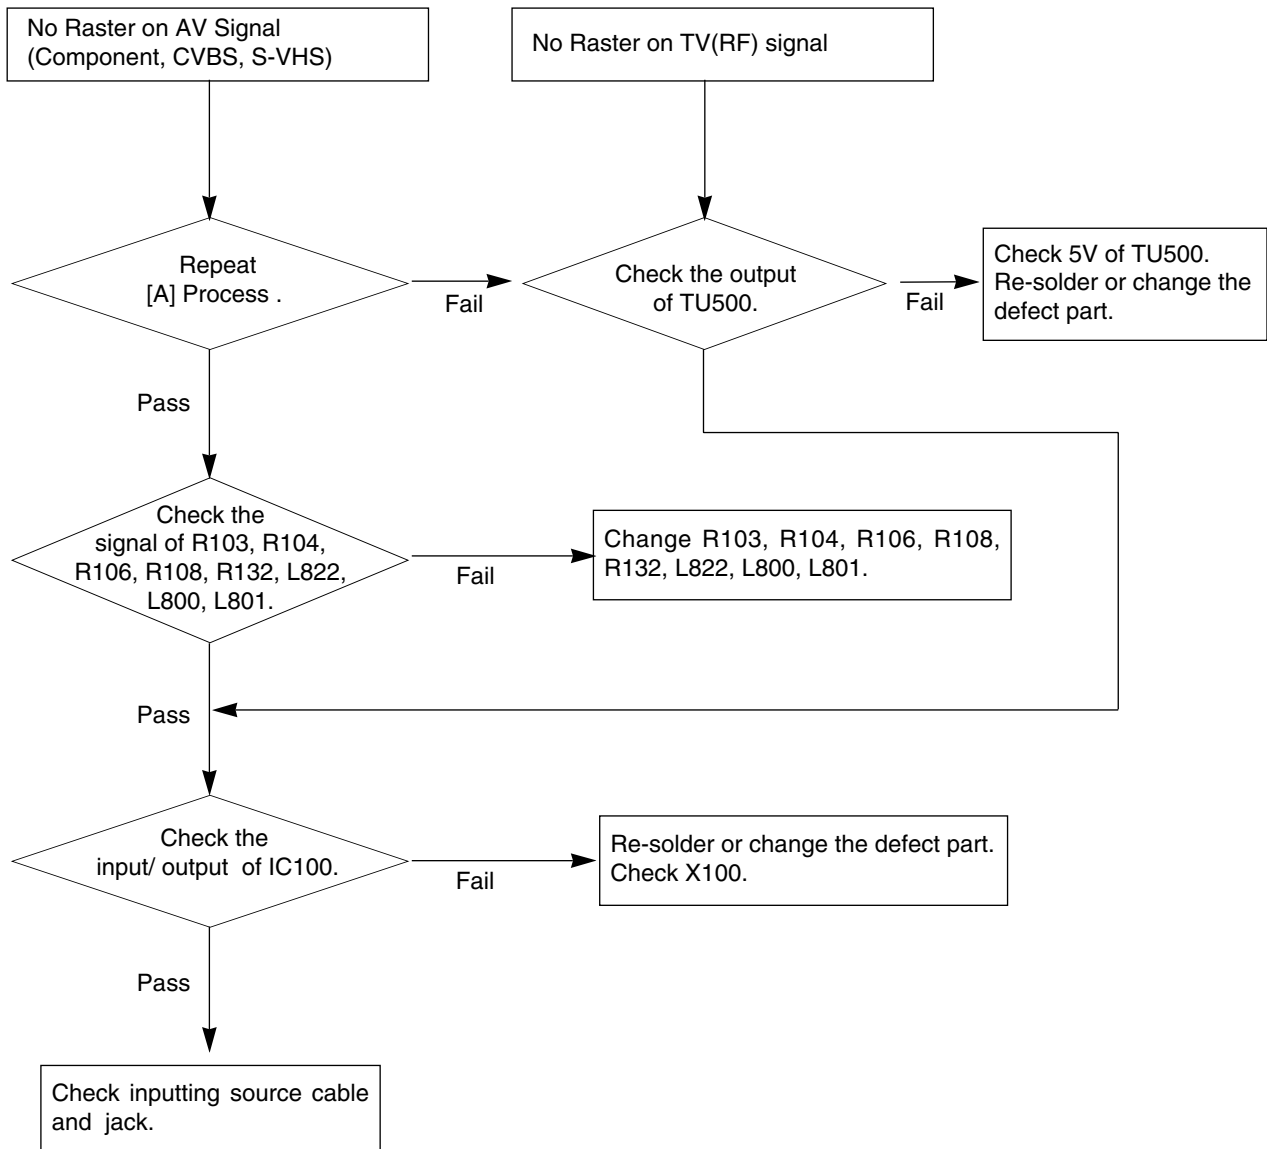 No Raster on AV Signal
(Component, CVBS, S-VHS)
No Raster on TV(RF) signal
Repeat
[A] Process .
Fail
Check the output
of TU500.
Fail
Check 5V of TU500.
Re-solder or change the
defect part.
Pass
Check the
signal of R103, R104,
R106, R108, R132, L822,
L800, L801.
Fail
Change R103, R104, R106, R108,
R132, L822, L800, L801.
Pass
Check the
input/ output of IC100.
Fail
Re-solder or change the defect part.
Check X100.
Pass
Check inputting source cable
and jack.